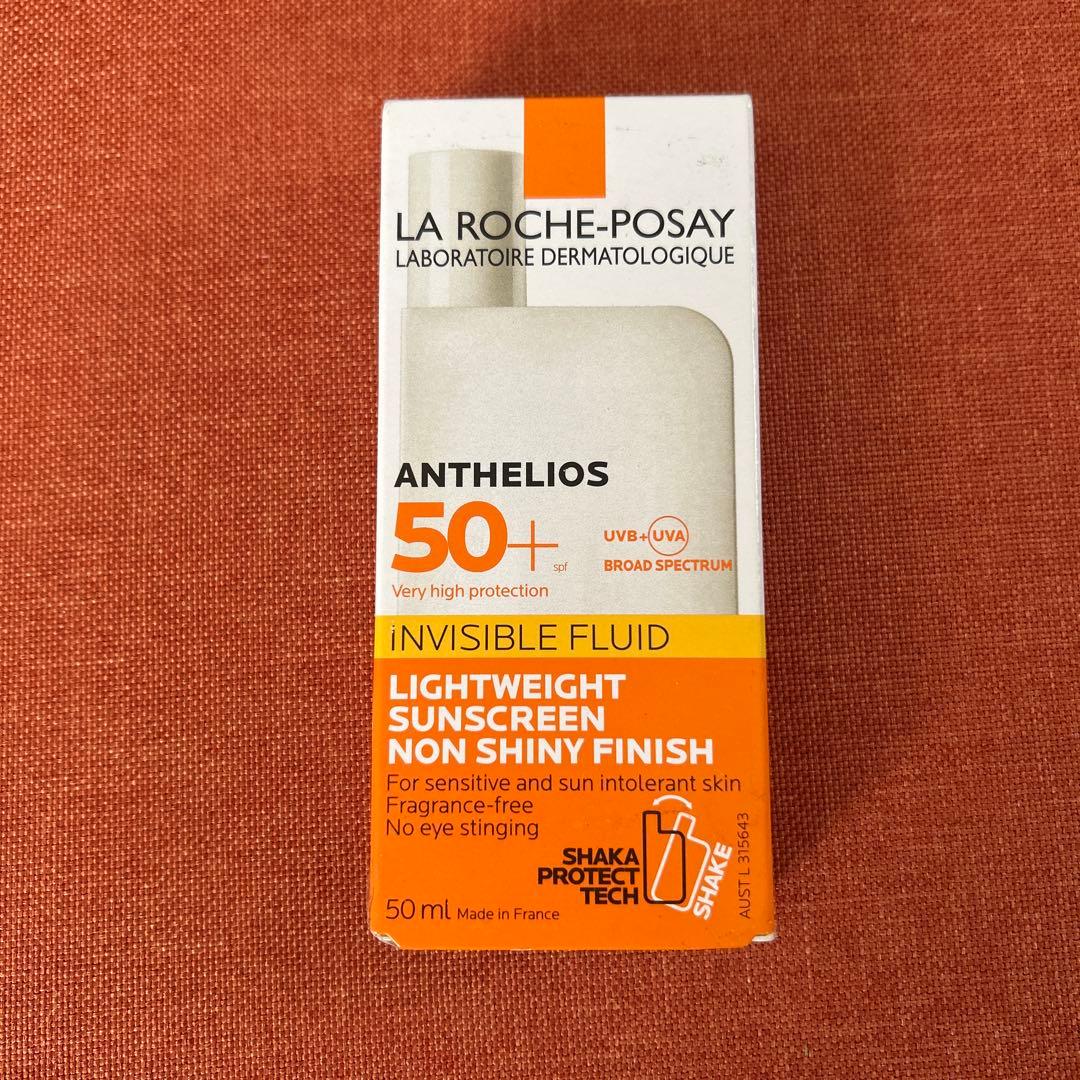 LA ROCHE-POSAY
LABORATOIRE DERMATOLOGIQUE
ANTHELIOS
50+ spf
UVB+UVA
BROAD SPECTRUM
Very high protection
iNVISIBLE FLUID
LIGHTWEIGHT
SUNSCREEN
NON SHINY FINISH
For sensitive and sun intolerant skin
Fragrance-free
No eye stinging
SHAKA
PROTECT
TECH
SHAKE
AUST L 315643
50 ml Made in France